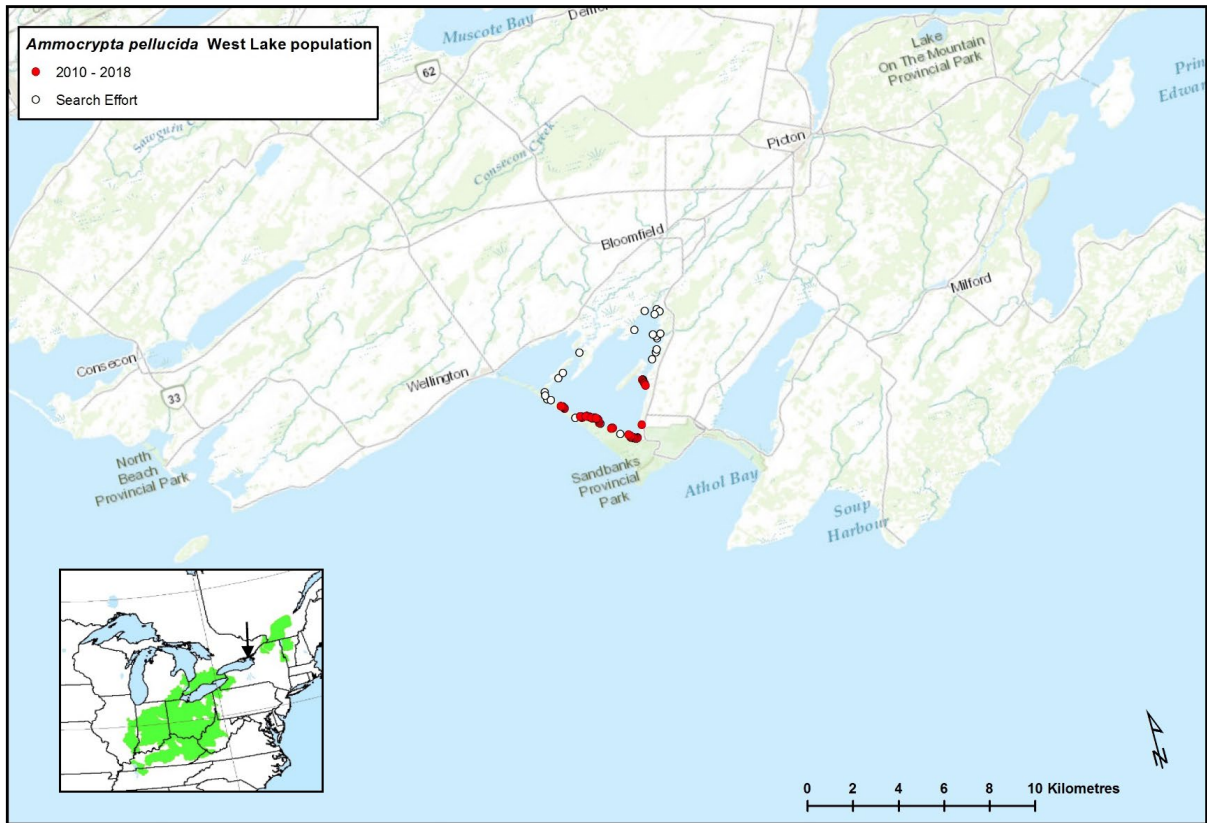 Ammocrypta pellucida West Lake population
2010 - 2018
Search Effort
Muscote Bay
62
Lake
On The Mountain
Provincial Park
Consecon Creek
Picton
Bloomfield
Milford
Consecon
33
Wellington
North
Beach
Provincial Park
Sandbanks
Provincial
Park
Athol Bay
Soup
Harbour
N
0 2 4 6 8 10 Kilometres